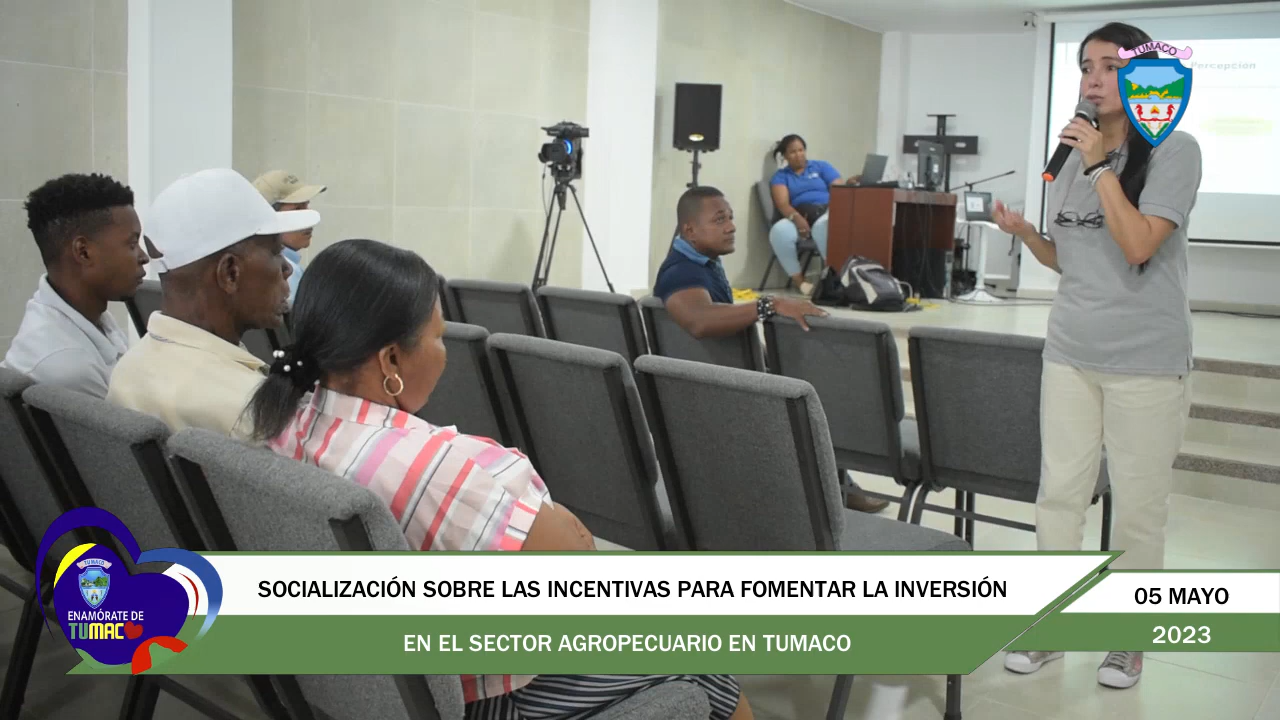 TUMACO
Percepción
TUMACO
ENAMÓRATE DE
TUMACO
SOCIALIZACIÓN SOBRE LAS INCENTIVAS PARA FOMENTAR LA INVERSIÓN
EN EL SECTOR AGROPECUARIO EN TUMACO
05 MAYO
2023